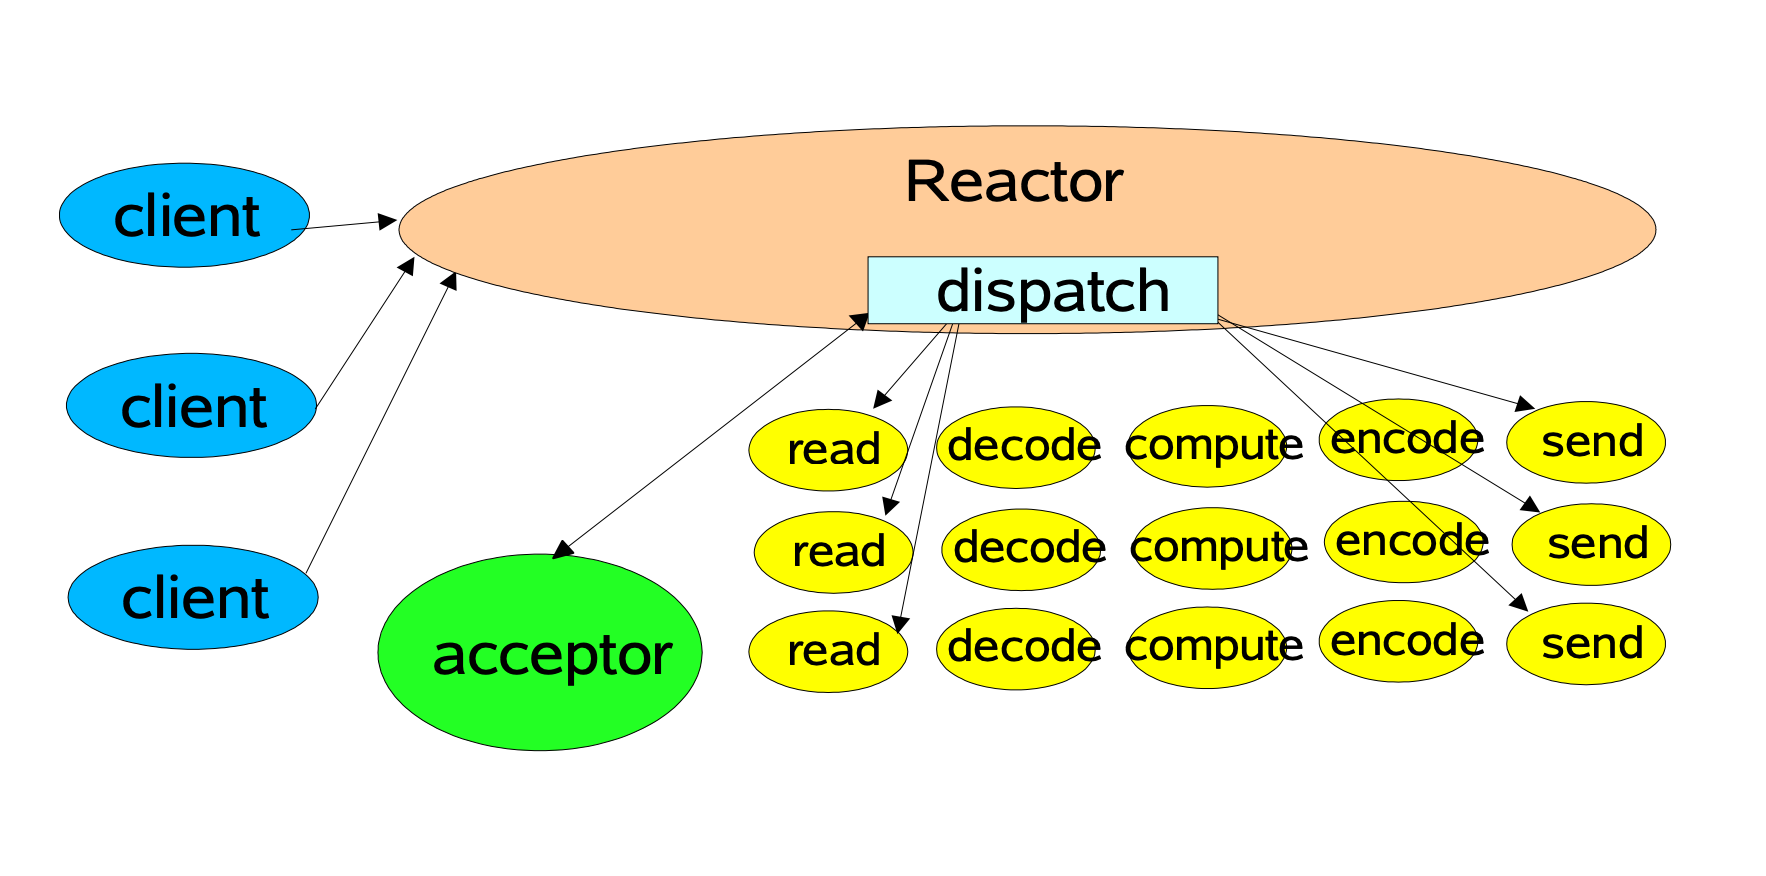 Reactor
client
dispatch
client
client
acceptor
read decode compute encode send
read decode compute encode send
read decode compute encode send